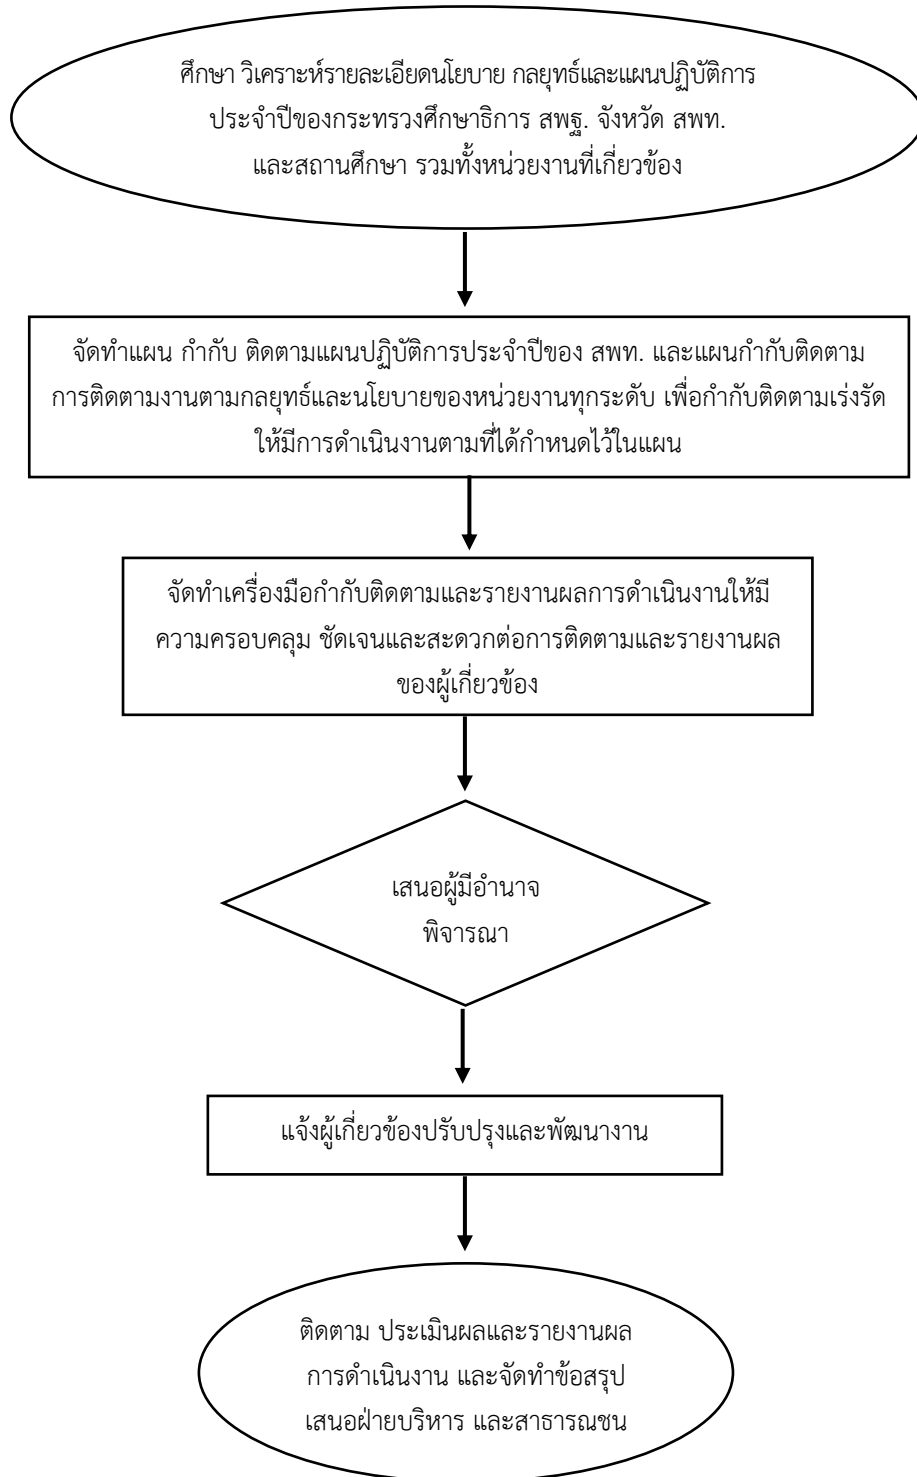 ศึกษา วิเคราะห์รายละเอียดนโยบาย กลยุทธ์และแผนปฏิบัติการ
ประจำปีของกระทรวงศึกษาธิการ สพฐ. จังหวัด สพท.
และสถานศึกษา รวมทั้งหน่วยงานที่เกี่ยวข้อง
จัดทำแผน กำกับ ติดตามแผนปฏิบัติการประจำปีของ สพท. และแผนกำกับติดตาม
การติดตามงานตามกลยุทธ์และนโยบายของหน่วยงานทุกระดับ เพื่อกำกับติดตามเร่งรัด
ให้มีการดำเนินงานตามที่ได้กำหนดไว้ในแผน
จัดทำเครื่องมือกำกับติดตามและรายงานผลการดำเนินงานให้มี
ความครอบคลุม ชัดเจนและสะดวกต่อการติดตามและรายงานผล
ของผู้เกี่ยวข้อง
เสนอผู้มีอำนาจ
พิจารณา
แจ้งผู้เกี่ยวข้องปรับปรุงและพัฒนางาน
ติดตาม ประเมินผลและรายงานผล
การดำเนินงาน และจัดทำข้อสรุป
เสนอฝ่ายบริหาร และสาธารณชน